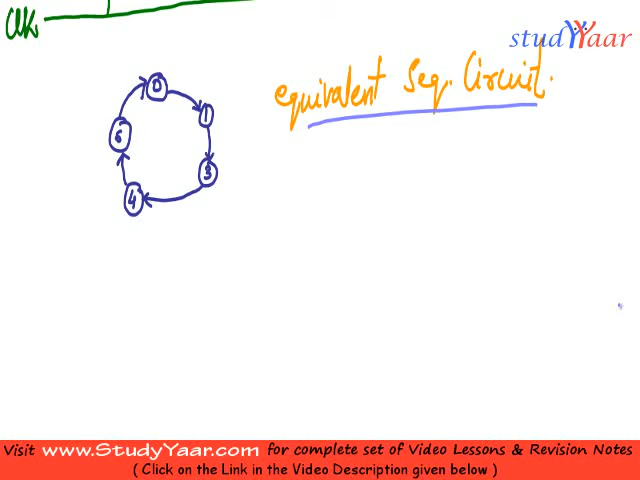 Clk
studYYaar
equivalent Seq. Circuit.
0
1
6
3
4
Visit www.StudyYaar.com for complete set of Video Lessons & Revision Notes
( Click on the Link in the Video Description given below )